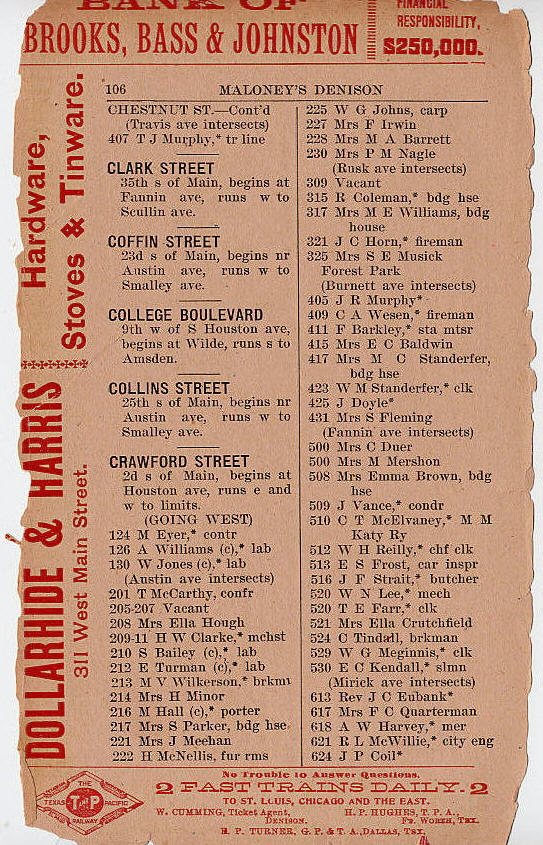 BANK OF
BROOKS, BASS & JOHNSTON
FINANCIAL
RESPONSIBILITY,
$250,000.
Hardware,
Stoves & Tinware.
DOLLARHIDE & HARRIS
311 West Main Street.
106 MALONEY'S DENISON
CHESTNUT ST.—Cont'd
(Travis ave intersects)
407 T J Murphy,* tr line
CLARK STREET
35th s of Main, begins at
Fannin ave, runs w to
Scullin ave.
COFFIN STREET
23d s of Main, begins nr
Austin ave, runs w to
Smalley ave.
COLLEGE BOULEVARD
9th w of S Houston ave,
begins at Wilde, runs s to
Amsden.
COLLINS STREET
25th s of Main, begins nr
Austin ave, runs w to
Smalley ave.
CRAWFORD STREET
2d s of Main, begins at
Houston ave, runs e and
w to limits.
(GOING WEST)
124 M Eyer,* contr
126 A Williams (c),* lab
130 W Jones (c),* lab
(Austin ave intersects)
201 T McCarthy, confr
205-207 Vacant
208 Mrs Ella Hough
209-11 H W Clarke,* mchst
210 S Bailey (c),* lab
212 E Turman (c),* lab
213 M V Wilkerson,* brkmn
214 Mrs H Minor
216 M Hall (c),* porter
217 Mrs S Parker, bdg hse
221 Mrs J Meehan
222 H McNellis, fur rms
225 W G Johns, carp
227 Mrs F Irwin
228 Mrs M A Barrett
230 Mrs P M Nagle
(Rusk ave intersects)
309 Vacant
315 R Coleman,* bdg hse
317 Mrs M E Williams, bdg
house
321 J C Horn,* fireman
325 Mrs S E Musick
Forest Park
(Burnett ave intersects)
405 J R Murphy*
409 C A Wesen,* fireman
411 F Barkley,* sta mtsr
415 Mrs E C Baldwin
417 Mrs M C Standerfer,
bdg hse
423 W M Standerfer,* clk
425 J Doyle*
431 Mrs S Fleming
(Fannin ave intersects)
500 Mrs C Duer
500 Mrs M Mershon
508 Mrs Emma Brown, bdg
hse
509 J Vance,* condr
510 C T McElvaney,* M M
Katy Ry
512 W H Reilly,* chf clk
513 E S Frost, car inspr
516 J F Strait,* butcher
520 W N Lee,* mech
520 T E Farr,* clk
521 Mrs Ella Crutchfield
524 C Tindall, brkman
529 W G Meginnis,* clk
530 E C Kendall,* slmn
(Mirick ave intersects)
613 Rev J C Eubank*
617 Mrs F C Quarterman
618 A W Harvey,* mer
621 R L McWillie,* city eng
624 J P Coil*
THE
TEXAS T&P PACIFIC
RAILWAY
No Trouble to Answer Questions.
2 FAST TRAINS DAILY. 2
TO ST. LOUIS, CHICAGO AND THE EAST.
W. CUMMING, Ticket Agent,
DENISON.
H. P. HUGHES, T. P. A.,
FT. WORTH, TEX.
E. P. TURNER, G. P. & T. A., DALLAS, TEX.